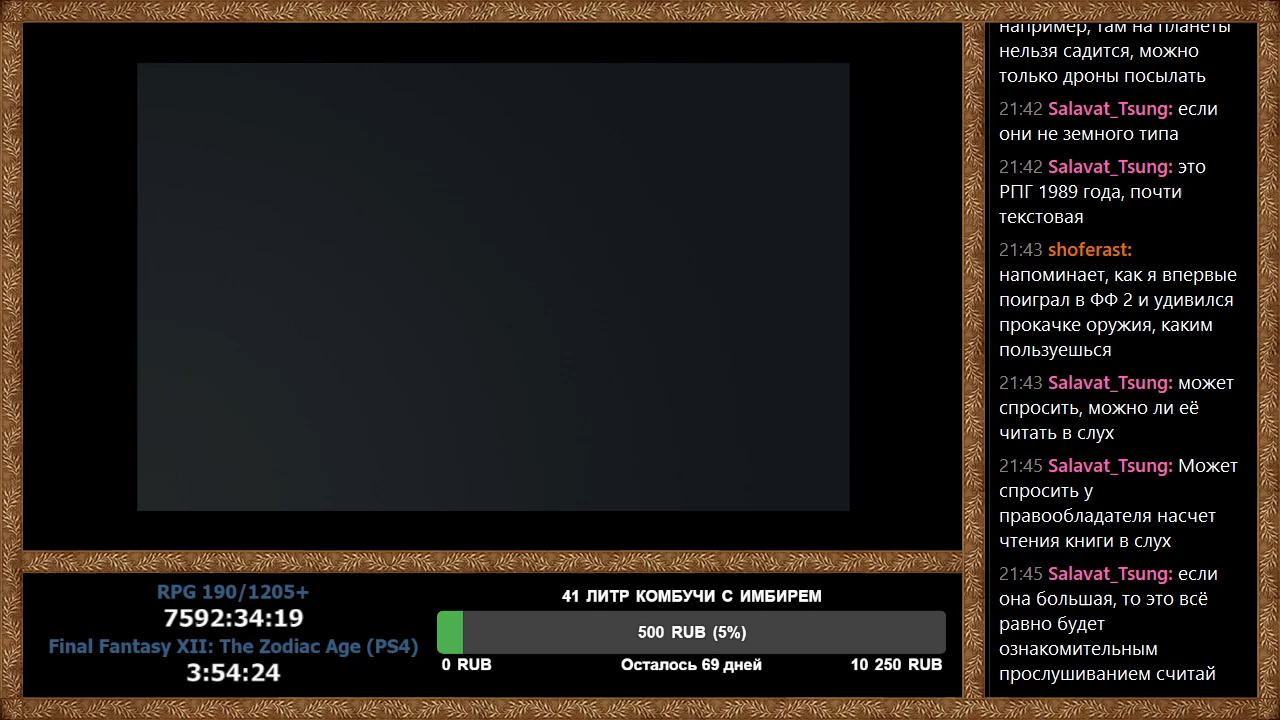 например, там на планеты
нельзя садится, можно
только дроны посылать
21:42 Salavat_Tsung: если
они не земного типа
21:42 Salavat_Tsung: это
РПГ 1989 года, почти
текстовая
21:43 shoferast:
напоминает, как я впервые
поиграл в ФФ 2 и удивился
прокачке оружия, каким
пользуешься
21:43 Salavat_Tsung: может
спросить, можно ли её
читать в слух
21:45 Salavat_Tsung: Может
спросить у
правообладателя насчет
чтения книги в слух
21:45 Salavat_Tsung: если
она большая, то это всё
равно будет
ознакомительным
прослушиванием считай
RPG 190/1205+
7592:34:19
Final Fantasy XII: The Zodiac Age (PS4)
3:54:24
41 ЛИТР КОМБУЧИ С ИМБИРЕМ
500 RUB (5%)
0 RUB Осталось 69 дней 10 250 RUB